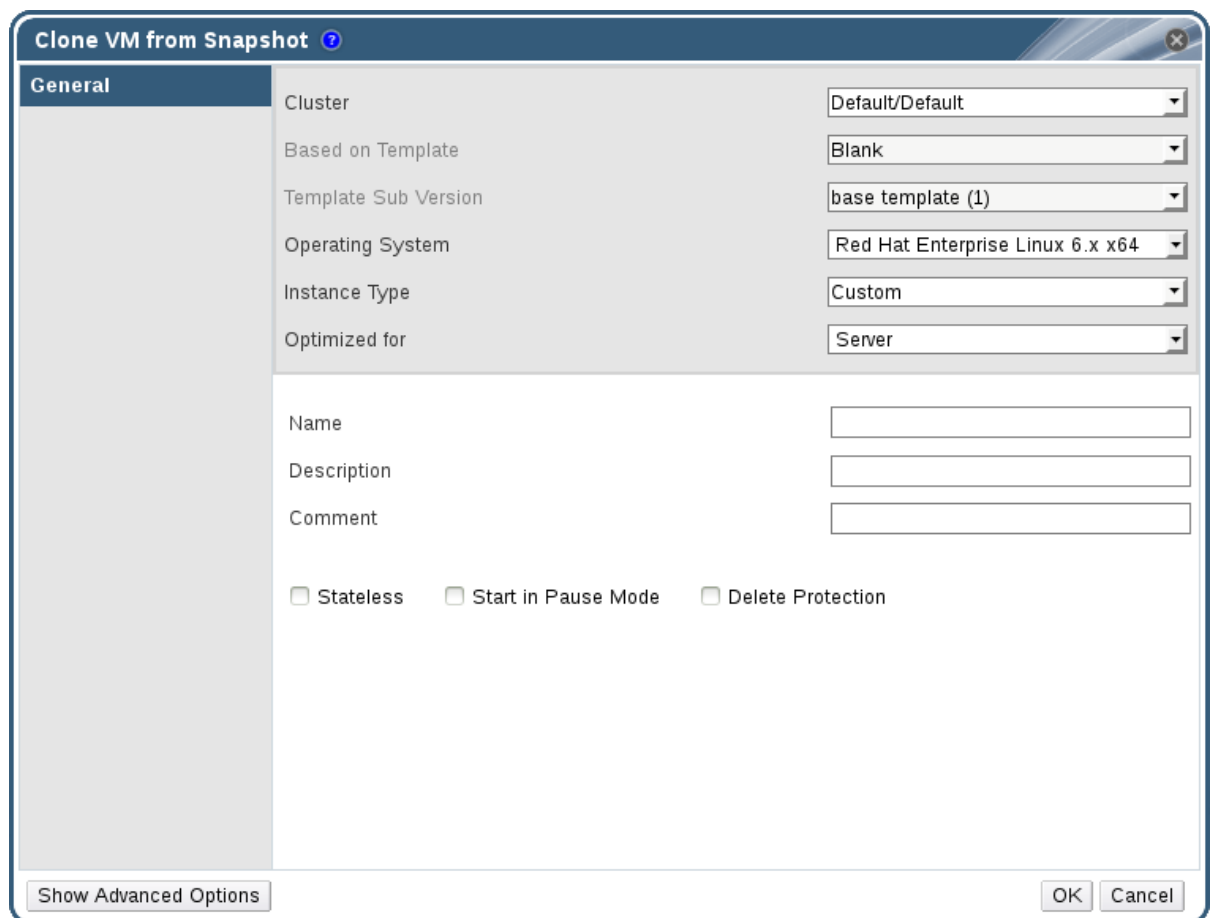 Clone VM from Snapshot ?
General
Cluster Default/Default
Based on Template Blank
Template Sub Version base template (1)
Operating System Red Hat Enterprise Linux 6.x x64
Instance Type Custom
Optimized for Server
Name
Description
Comment
Stateless Start in Pause Mode Delete Protection
Show Advanced Options OK Cancel